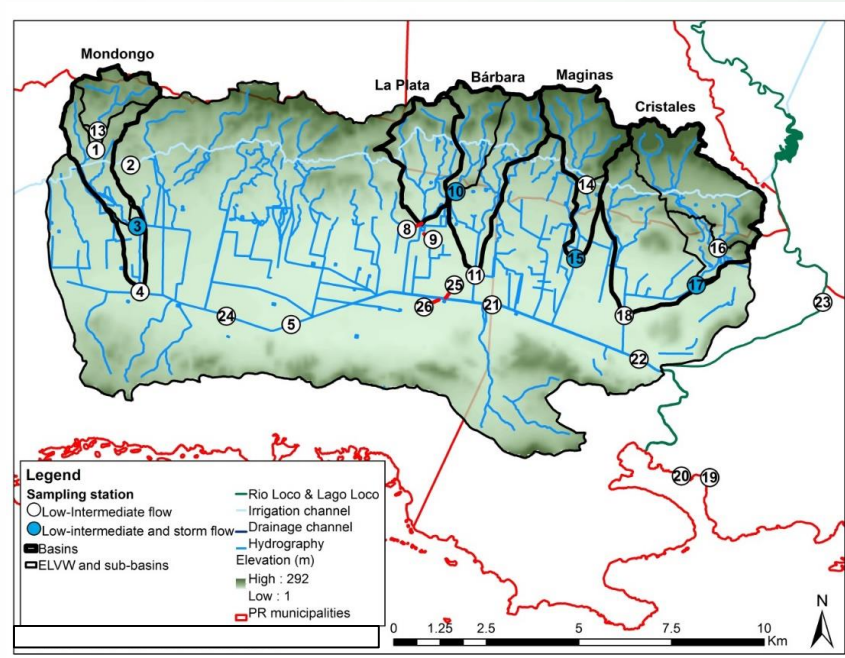 Mondongo
La Plata
Bárbara
Maginas
Cristales
13
1
2
3
4
10
8
9
14
16
15
17
11
25
26
21
24
5
18
22
23
20
19
Legend
Sampling station
Low-Intermediate flow
Low-intermediate and storm flow
Basins
ELVW and sub-basins
Rio Loco & Lago Loco
Irrigation channel
Drainage channel
Hydrography
Elevation (m)
High : 292
Low : 1
PR municipalities
N
0 1.25 2.5 5 7.5 10
Km